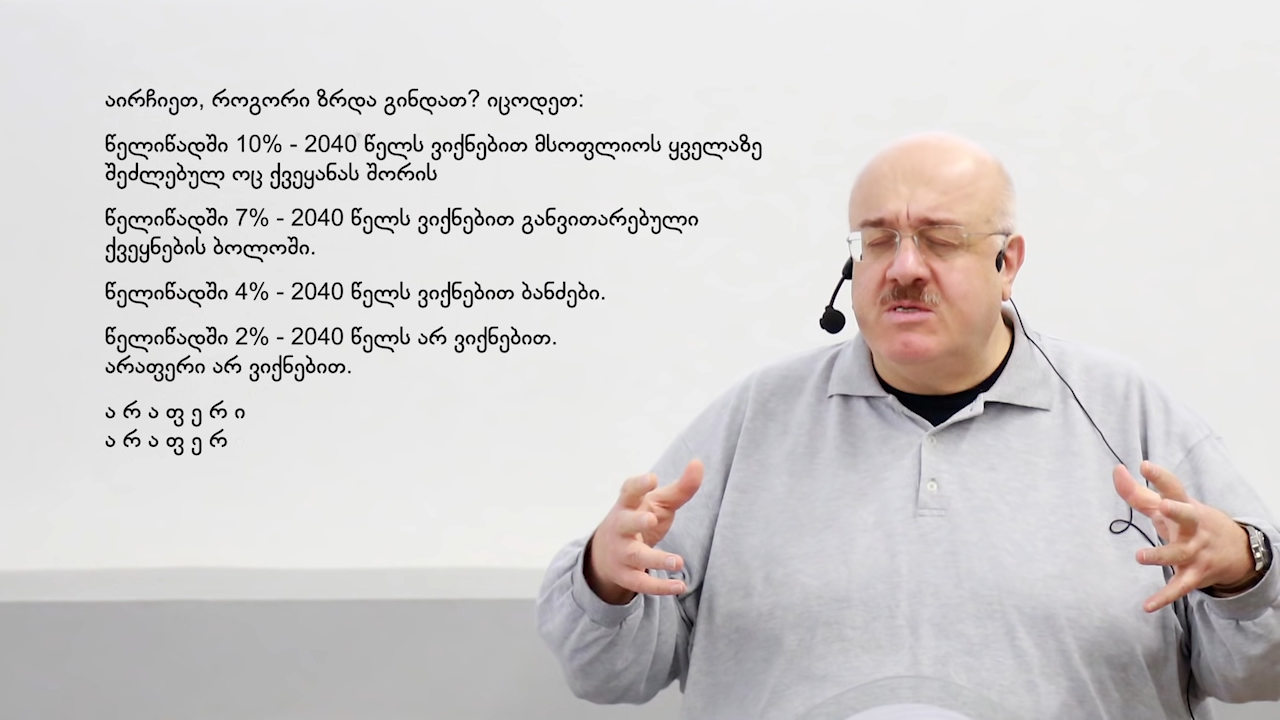 აირჩიეთ, როგორი ზრდა გინდათ? იცოდეთ:
წელიწადში 10% - 2040 წელს ვიქნებით მსოფლიოს ყველაზე
შეძლებულ ოც ქვეყანას შორის
წელიწადში 7% - 2040 წელს ვიქნებით განვითარებული
ქვეყნების ბოლოში.
წელიწადში 4% - 2040 წელს ვიქნებით ბანძები.
წელიწადში 2% - 2040 წელს არ ვიქნებით.
არაფერი არ ვიქნებით.
ა რ ა ფ ე რ ი
ა რ ა ფ ე რ